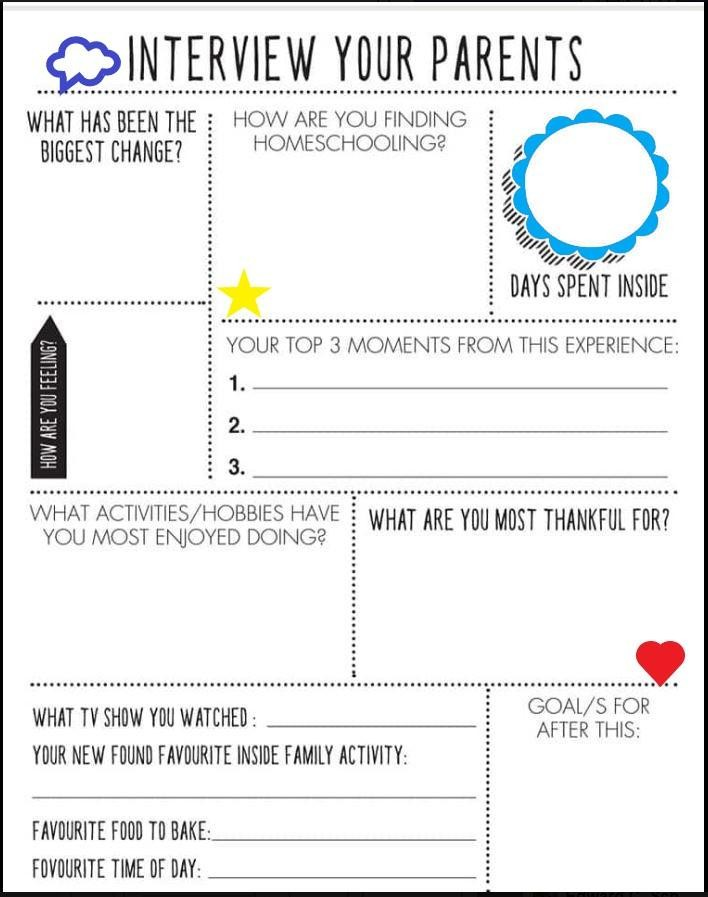 INTERVIEW YOUR PARENTS
WHAT HAS BEEN THE
BIGGEST CHANGE?
HOW ARE YOU FINDING
HOMESCHOOLING?
DAYS SPENT INSIDE
HOW ARE YOU FEELING?
YOUR TOP 3 MOMENTS FROM THIS EXPERIENCE:
1.
2.
3.
WHAT ACTIVITIES/HOBBIES HAVE
YOU MOST ENJOYED DOING?
WHAT ARE YOU MOST THANKFUL FOR?
WHAT TV SHOW YOU WATCHED :
YOUR NEW FOUND FAVOURITE INSIDE FAMILY ACTIVITY:
FAVOURITE FOOD TO BAKE:
FOVOURITE TIME OF DAY:
GOAL/S FOR
AFTER THIS: